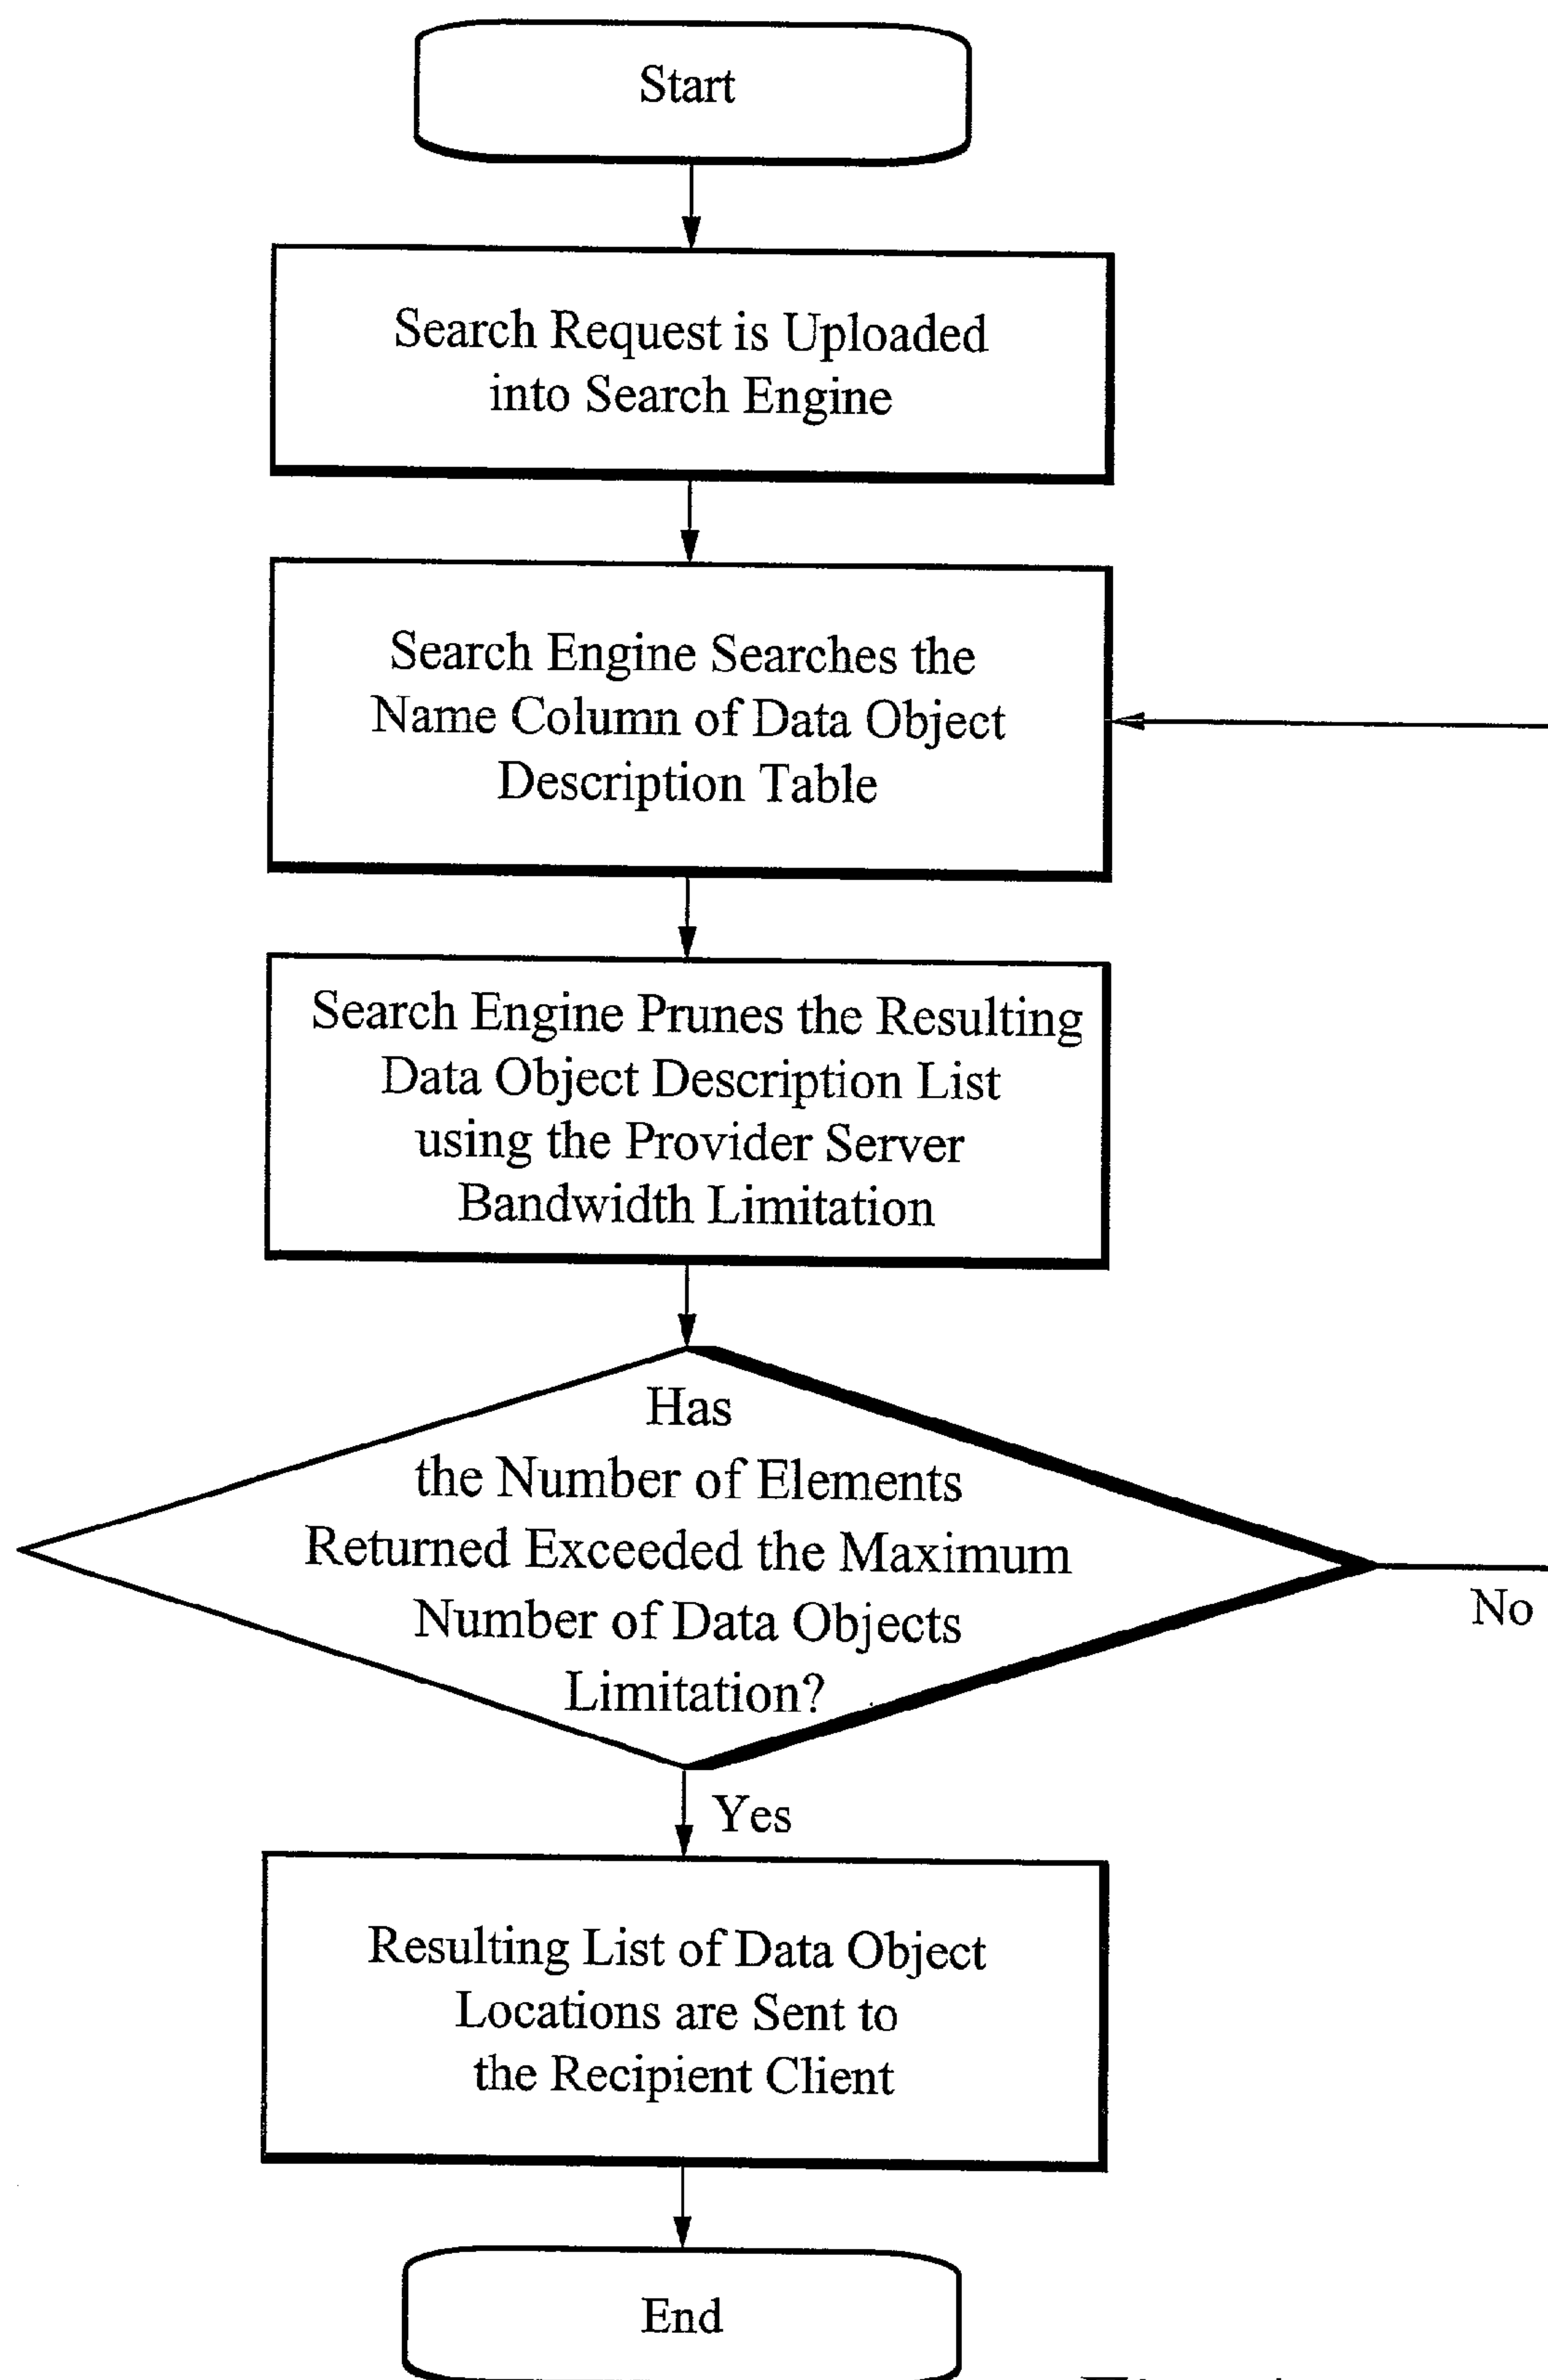 Start
Search Request is Uploaded
into Search Engine
Search Engine Searches the
Name Column of Data Object
Description Table
Search Engine Prunes the Resulting
Data Object Description List
using the Provider Server
Bandwidth Limitation
Has
the Number of Elements
Returned Exceeded the Maximum
Number of Data Objects
Limitation?
No
Yes
Resulting List of Data Object
Locations are Sent to
the Recipient Client
End